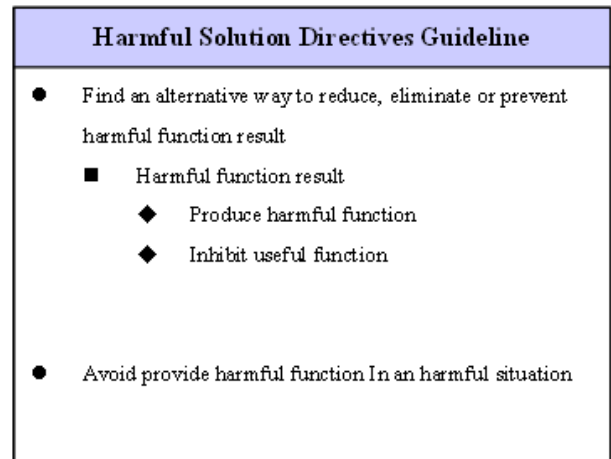 Harmful Solution Directives Guideline
● Find an alternative way to reduce, eliminate or prevent
harmful function result
■ Harmful function result
◆ Produce harmful function
◆ Inhibit useful function
● Avoid provide harmful function In an harmful situation